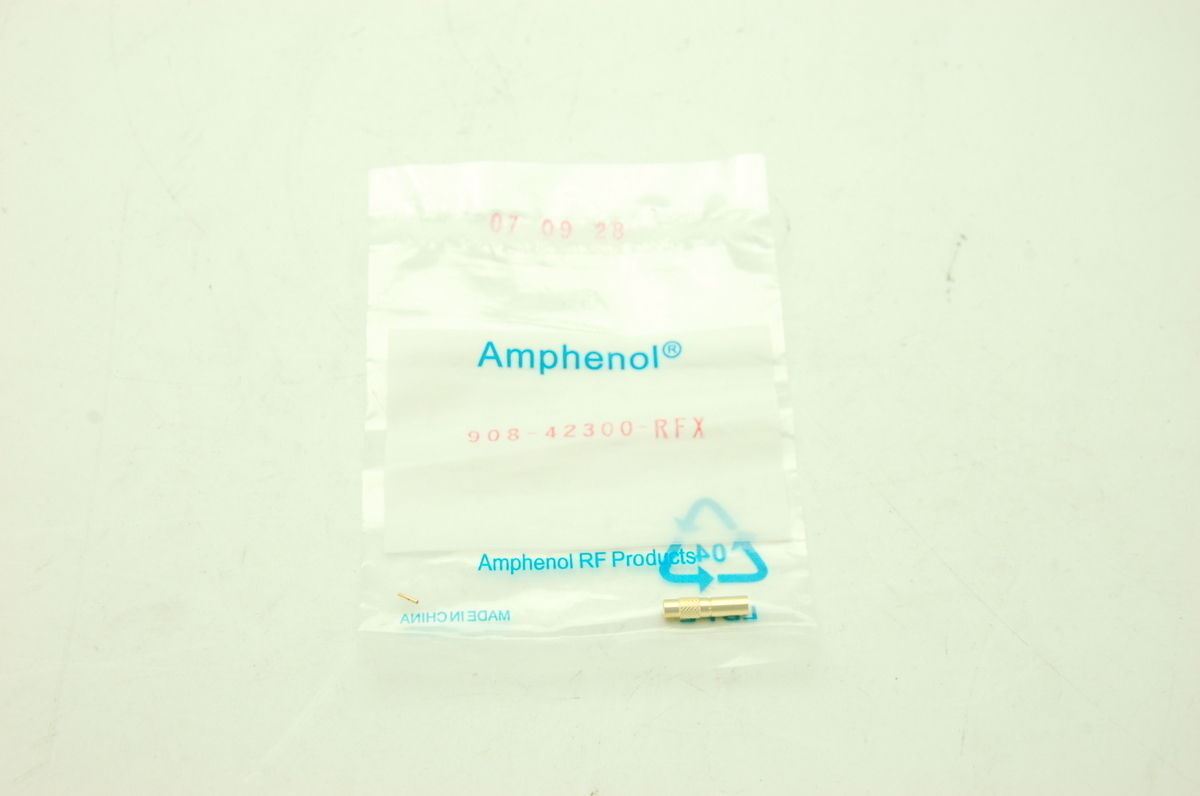 07 09 28
Amphenol®
908-42300-RFX
04
Amphenol RF Products
MADE IN CHINA